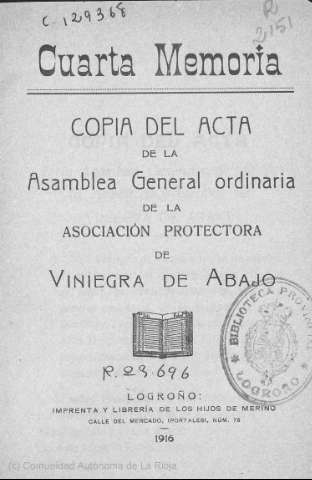 C. 129368
R
2151
Cuarta Memoria
COPIA DEL ACTA
DE LA
Asamblea General ordinaria
DE LA
ASOCIACIÓN PROTECTORA
DE
VINIEGRA DE ABAJO
BIBLIOTECA PROVIN
LOGROÑO
R. 23.696
LOGROÑO:
IMPRENTA Y LIBRERÍA DE LOS HIJOS DE MERINO
CALLE DEL MERCADO, (PORTALES), NÚM. 78
1916
(c) Comunidad Autónoma de La Rioja